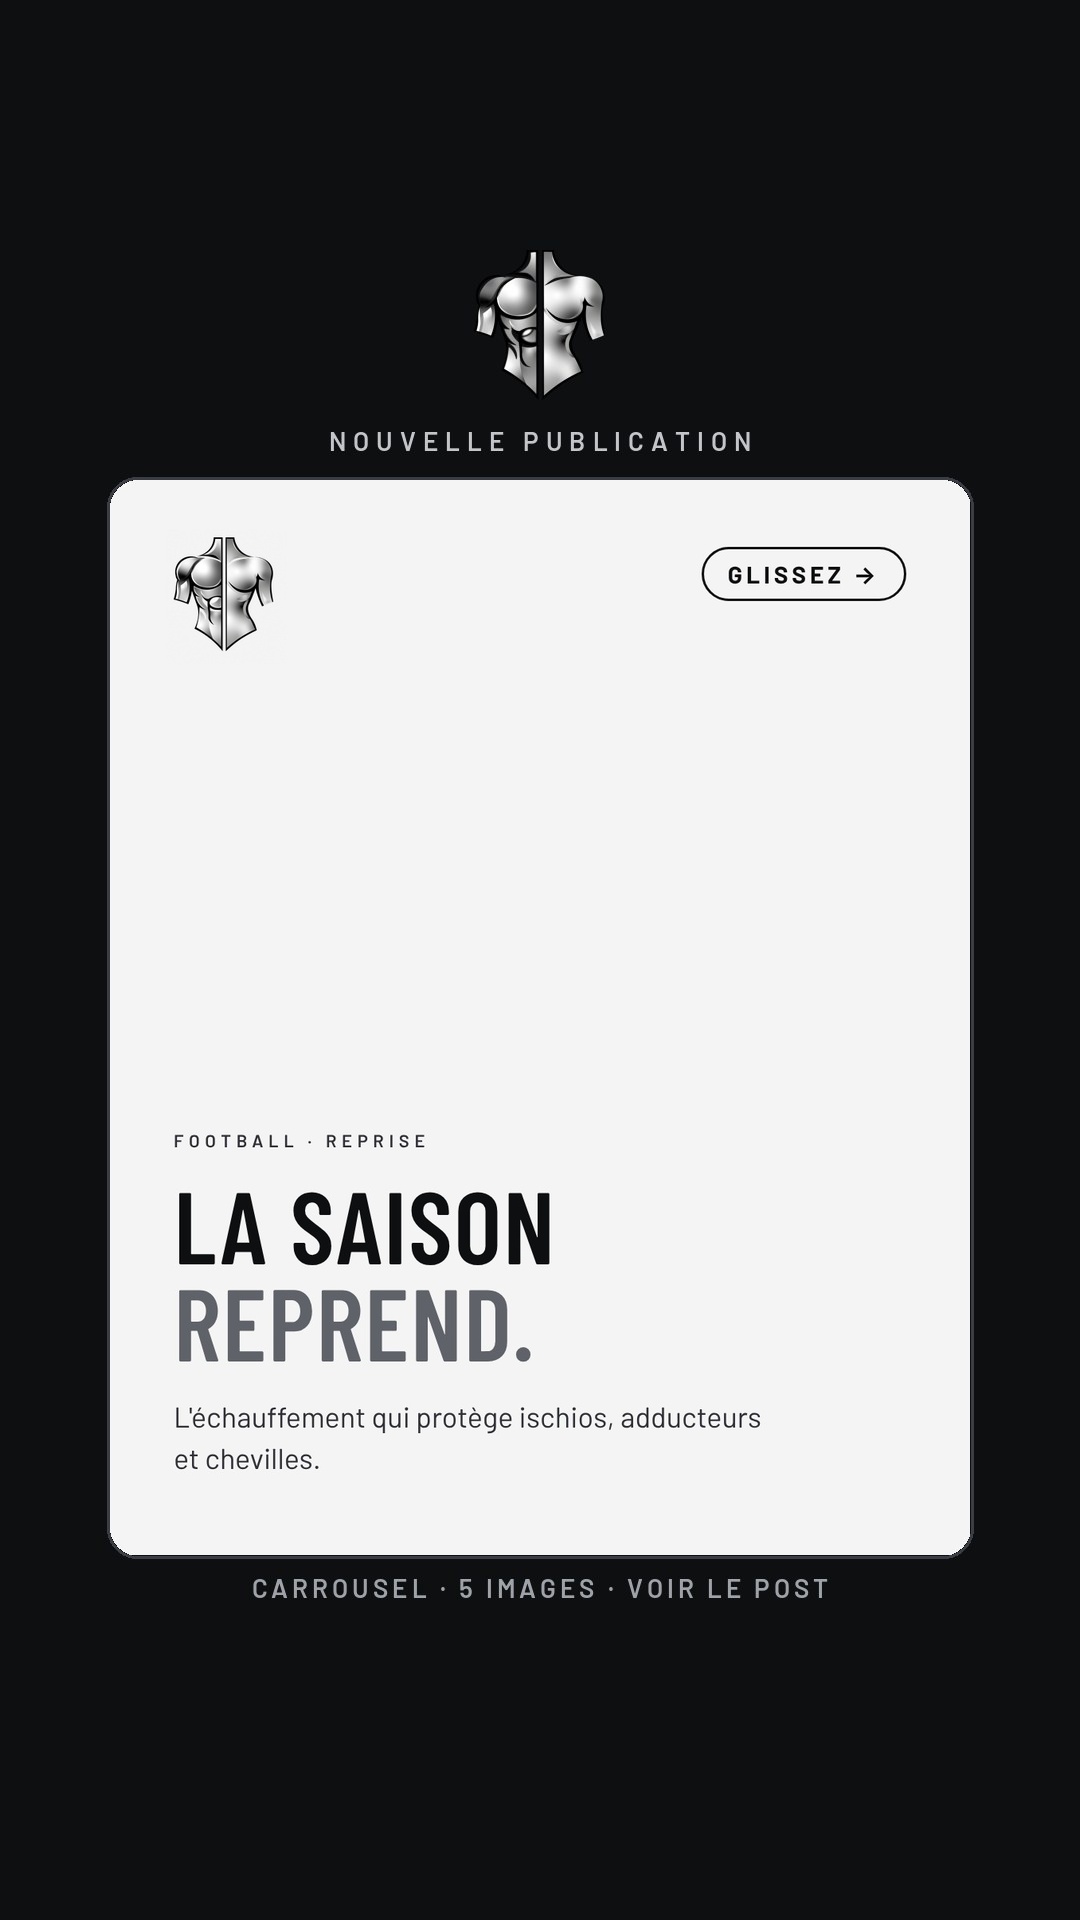 NOUVELLE PUBLICATION
GLISSEZ →
FOOTBALL · REPRISE
LA SAISON
REPREND.
L'échauffement qui protège ischios, adducteurs
et chevilles.
CARROUSEL · 5 IMAGES · VOIR LE POST